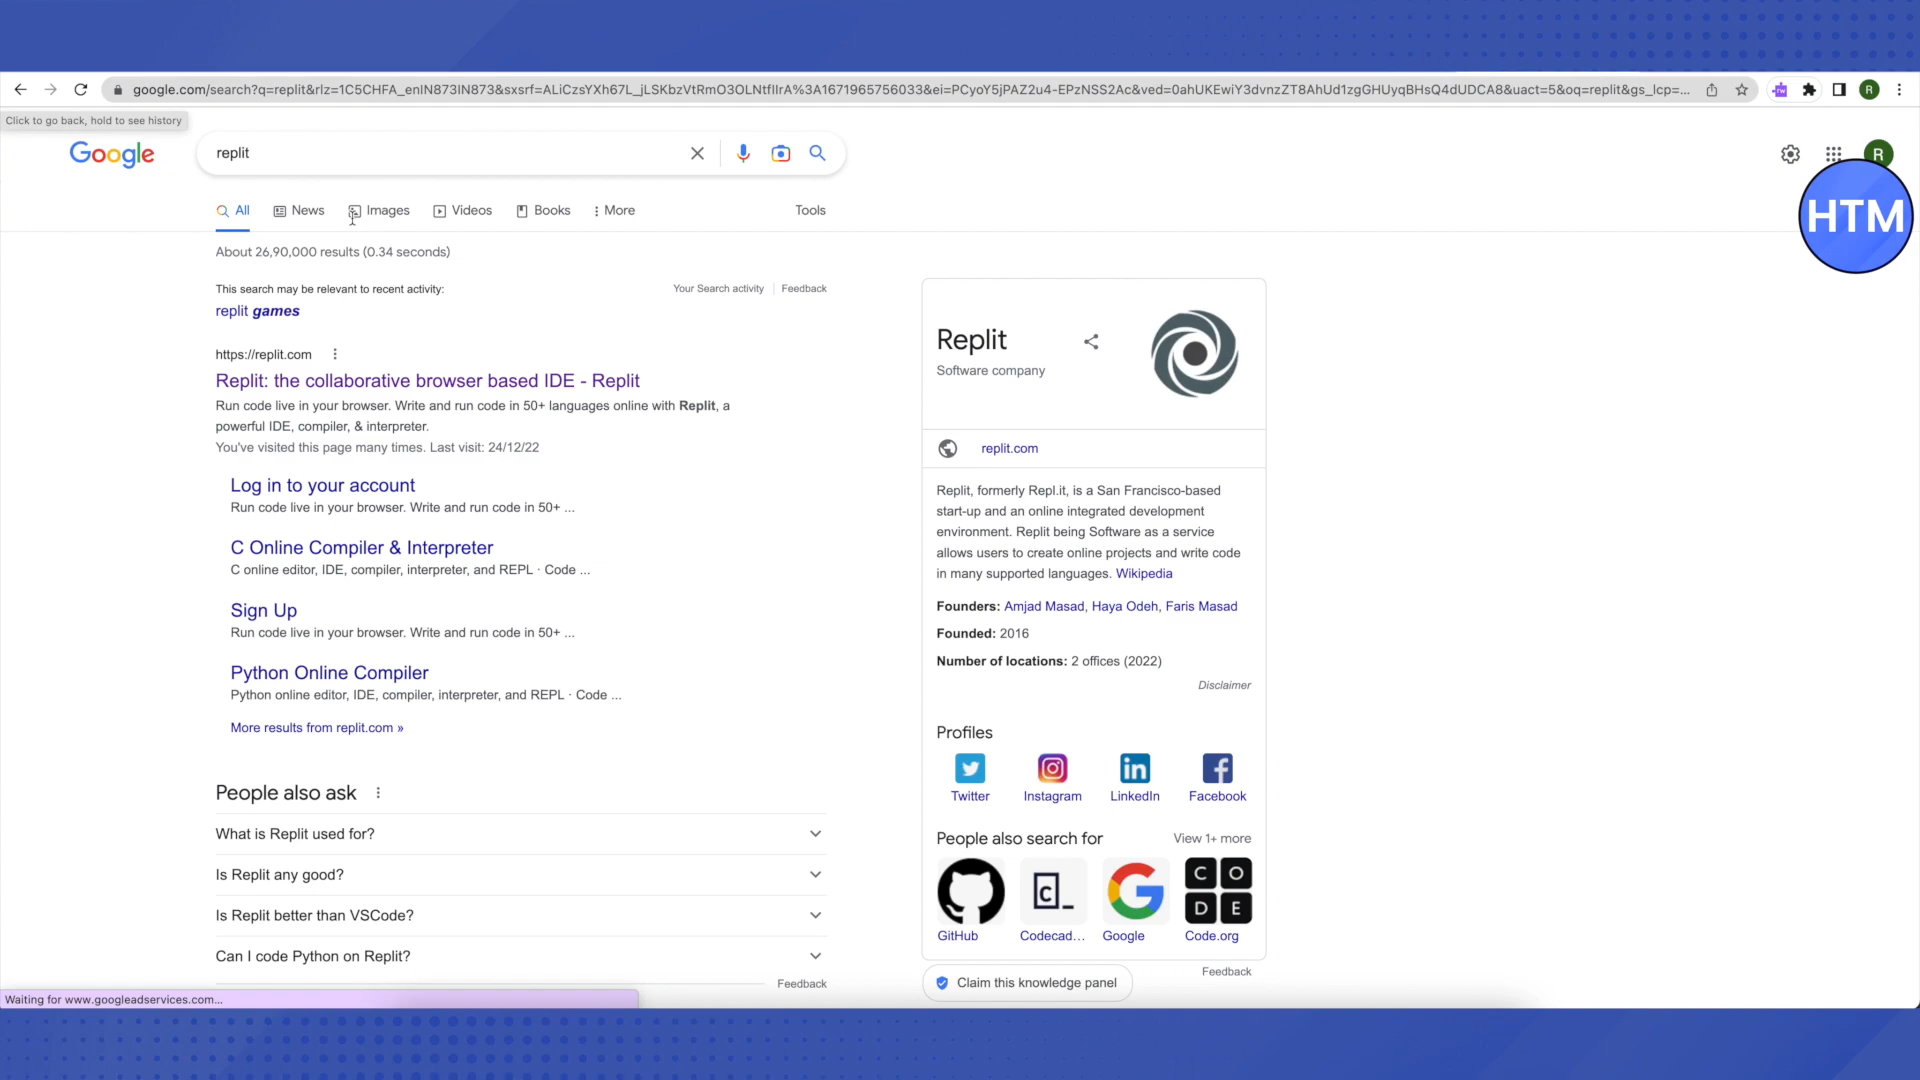 google.com/search?q=replit&rlz=1C5CHFA_enIN873IN873&sxsrf=ALiCzsYXh67L_jLSKbzVtRmO3OLNtfIIrA%3A1671965756033&ei=PCyoY5jPAZ2u4-EPzNSS2Ac&ved=0ahUKEwiY3dvnzZT8AhUd1zgGHUyqBHsQ4dUDCA8&uact=5&oq=replit&gs_lcp=...
R
Click to go back, hold to see history
Google
replit
R
HTM
All
News
Images
Videos
Books
More
Tools
About 26,90,000 results (0.34 seconds)
This search may be relevant to recent activity:
Your Search activity
Feedback
replit games
https://replit.com
Replit: the collaborative browser based IDE - Replit
Run code live in your browser. Write and run code in 50+ languages online with Replit, a
powerful IDE, compiler, & interpreter.
You've visited this page many times. Last visit: 24/12/22
Log in to your account
Run code live in your browser. Write and run code in 50+ ...
C Online Compiler & Interpreter
C online editor, IDE, compiler, interpreter, and REPL · Code ...
Sign Up
Run code live in your browser. Write and run code in 50+ ...
Python Online Compiler
Python online editor, IDE, compiler, interpreter, and REPL · Code ...
More results from replit.com »
People also ask
What is Replit used for?
Is Replit any good?
Is Replit better than VSCode?
Can I code Python on Replit?
Feedback
Waiting for www.googleadservices.com...
Replit
Software company
replit.com
Replit, formerly Repl.it, is a San Francisco-based
start-up and an online integrated development
environment. Replit being Software as a service
allows users to create online projects and write code
in many supported languages. Wikipedia
Founders: Amjad Masad, Haya Odeh, Faris Masad
Founded: 2016
Number of locations: 2 offices (2022)
Disclaimer
Profiles
Twitter
Instagram
LinkedIn
Facebook
People also search for
View 1+ more
C O
D E
GitHub
Codecad...
Google
Code.org
Feedback
Claim this knowledge panel